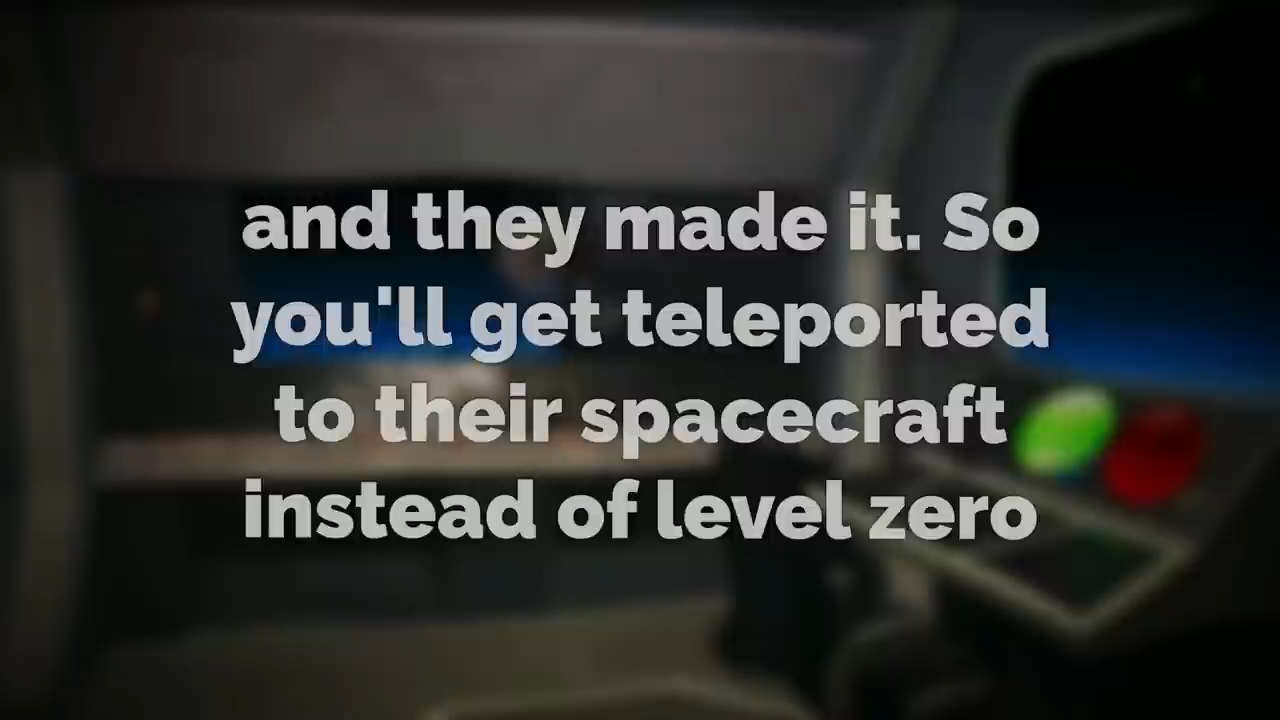 and they made it. So
you'll get teleported
to their spacecraft
instead of level zero